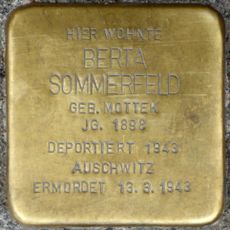 HIER WOHNTE
BERTA
SOMMERFELD
GEB. MOTTEK
JG. 1898
DEPORTIERT 1943
AUSCHWITZ
ERMORDET 13.3.1943